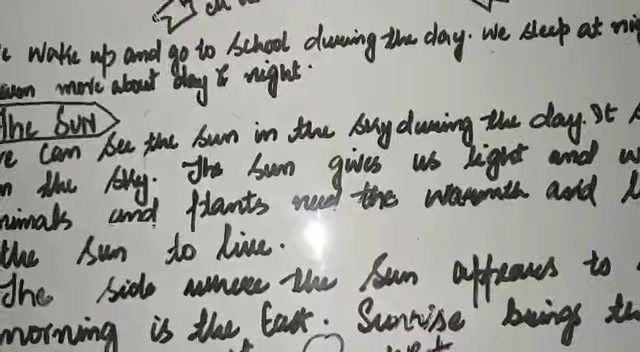 wake up and go to school during the day. we sleep at
more about day & night.
The Sun
can see the sun in the sky during the day. It
the sky. The Sun gives us light and
and plants need the warmth and
the sun to live.
The side where the Sun appears to
morning is the East. Sunrise brings